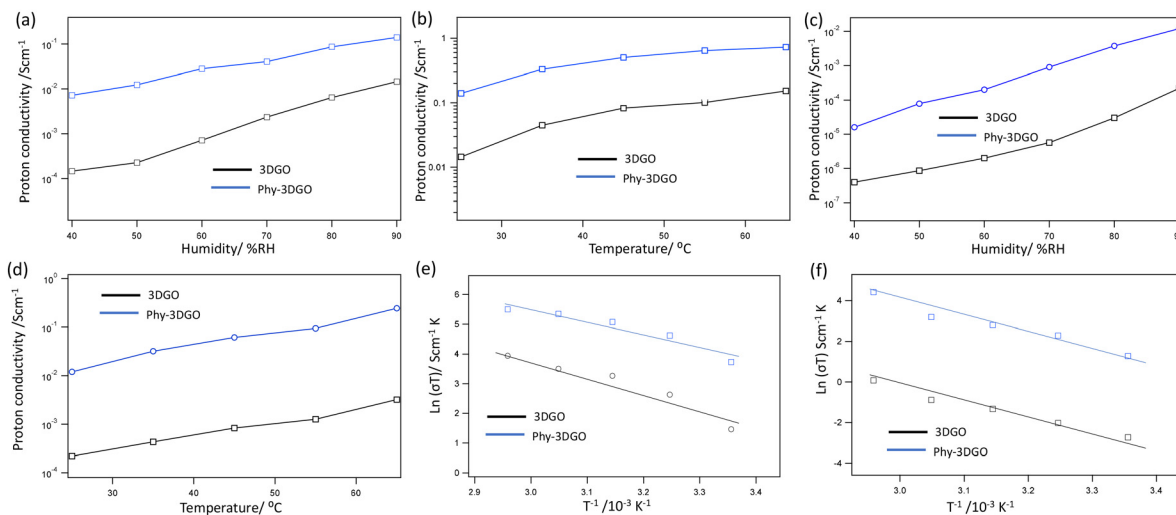 (a)
Proton conductivity /Scm⁻¹
10⁻¹
10⁻²
10⁻³
10⁻⁴
3DGO
Phy-3DGO
40 50 60 70 80 90
Humidity/ %RH
(b)
Proton conductivity /Scm⁻¹
1
0.1
0.01
3DGO
Phy-3DGO
30 40 50 60
Temperature/ ⁰C
(c)
Proton conductivity /Scm⁻¹
10⁻²
10⁻³
10⁻⁴
10⁻⁵
10⁻⁶
10⁻⁷
3DGO
Phy-3DGO
40 50 60 70 80 90
Humidity/ %RH
(d)
Proton conductivity /Scm⁻¹
10⁰
10⁻¹
10⁻²
10⁻³
10⁻⁴
3DGO
Phy-3DGO
30 40 50 60
Temperature/ ⁰C
(e)
Ln (σT)/ Scm⁻¹ K
6
5
4
3
2
1
0
3DGO
Phy-3DGO
2.9 3.0 3.1 3.2 3.3 3.4
T⁻¹ /10⁻³ K⁻¹
(f)
Ln (σT) Scm⁻¹ K
4
2
0
-2
-4
3DGO
Phy-3DGO
3.0 3.1 3.2 3.3 3.4
T⁻¹ /10⁻³ K⁻¹